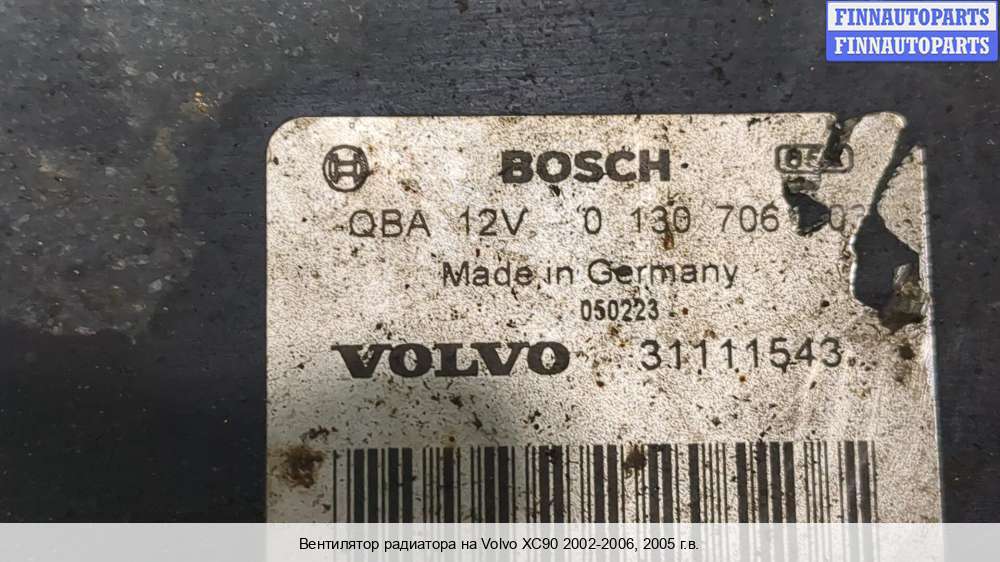 FINNAUTOPARTS
FINNAUTOPARTS
BOSCH
QBA 12V 0 130 706
Made in Germany
050223
VOLVO 31111543
Вентилятор радиатора на Volvo XC90 2002-2006, 2005 г.в.